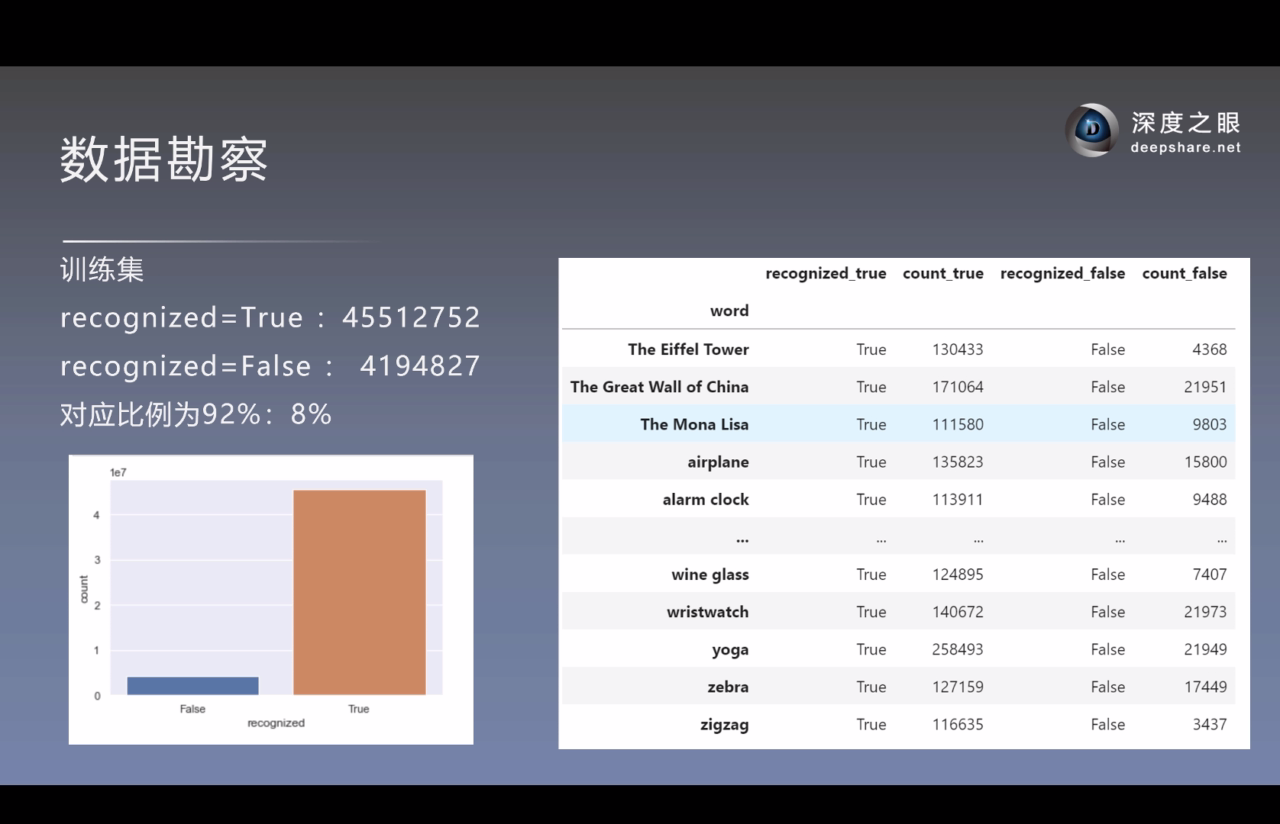 深度之眼
deepshare.net
数据勘察
训练集
recognized=True： 45512752
recognized=False： 4194827
对应比例为92%：8%
1e7
4
3
2
1
0
count
False True
recognized
recognized_true count_true recognized_false count_false
word
The Eiffel Tower True 130433 False 4368
The Great Wall of China True 171064 False 21951
The Mona Lisa True 111580 False 9803
airplane True 135823 False 15800
alarm clock True 113911 False 9488
... ... ... ... ...
wine glass True 124895 False 7407
wristwatch True 140672 False 21973
yoga True 258493 False 21949
zebra True 127159 False 17449
zigzag True 116635 False 3437